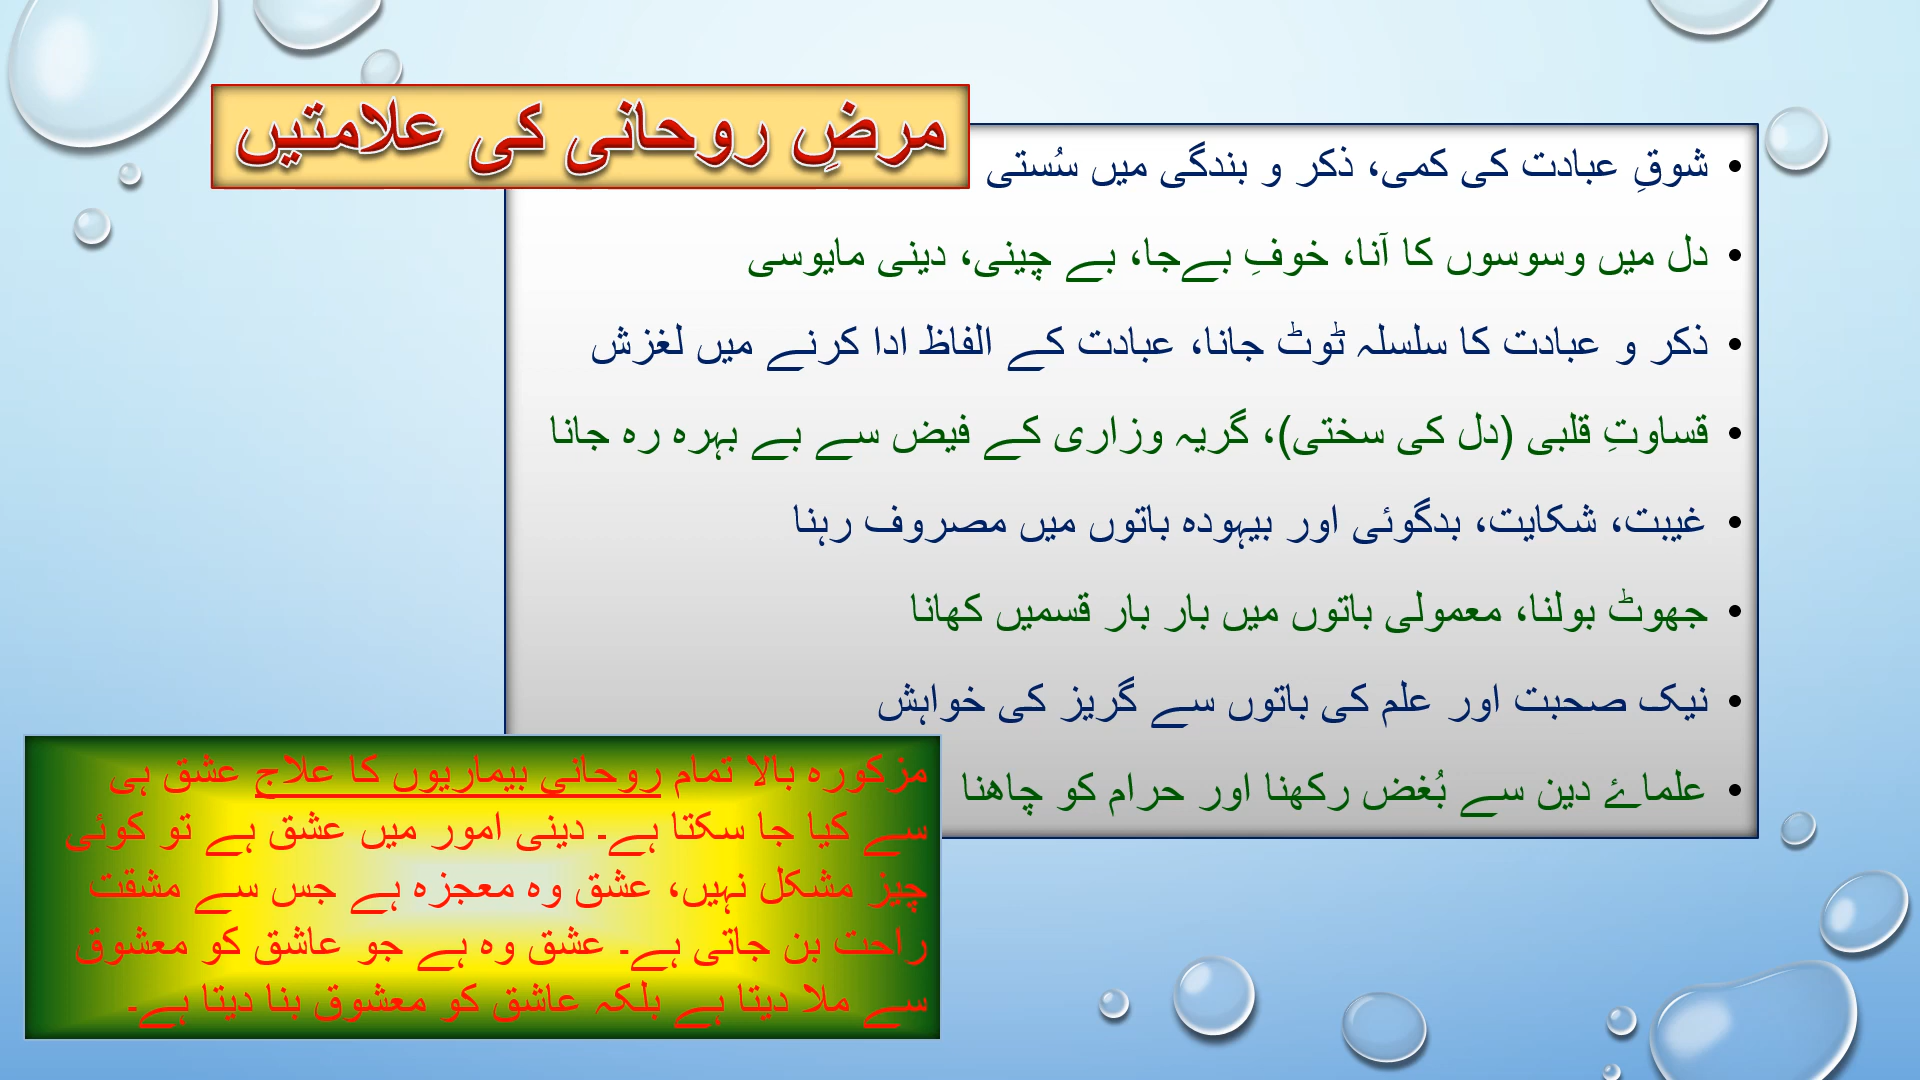 مرضِ روحانی کی علامتیں
• شوقِ عبادت کی کمی، ذکر و بندگی میں سُستی
• دل میں وسوسوں کا آنا، خوفِ بےجا، بے چینی، دینی مایوسی
• ذکر و عبادت کا سلسلہ ٹوٹ جانا، عبادت کے الفاظ ادا کرنے میں لغزش
• قساوتِ قلبی (دل کی سختی)، گریہ وزاری کے فیض سے بے بہرہ رہ جانا
• غیبت، شکایت، بدگوئی اور بیہودہ باتوں میں مصروف رہنا
• جھوٹ بولنا، معمولی باتوں میں بار بار قسمیں کھانا
• نیک صحبت اور علم کی باتوں سے گریز کی خواہش
• علماۓ دین سے بُغض رکھنا اور حرام کو چاھنا
مزکورہ بالا تمام روحانی بیماریوں کا علاج عشق ہی
سے کیا جا سکتا ہے۔ دینی امور میں عشق ہے تو کوئی
چیز مشکل نہیں، عشق وہ معجزہ ہے جس سے مشقت
راحت بن جاتی ہے۔ عشق وہ ہے جو عاشق کو معشوق
سے ملا دیتا ہے بلکہ عاشق کو معشوق بنا دیتا ہے۔